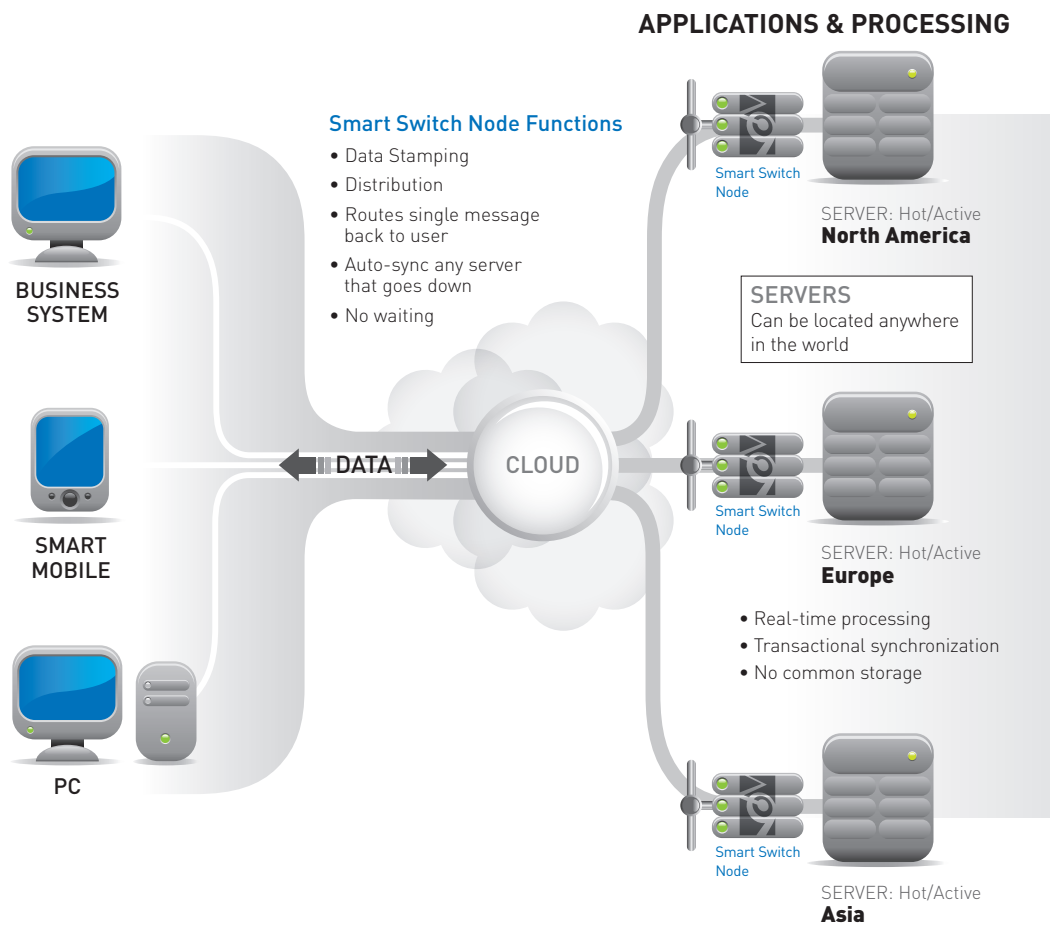 APPLICATIONS & PROCESSING
Smart Switch Node Functions
• Data Stamping
• Distribution
• Routes single message
back to user
• Auto-sync any server
that goes down
• No waiting
BUSINESS
SYSTEM
SMART
MOBILE
PC
DATA
CLOUD
Smart Switch
Node
SERVER: Hot/Active
North America
SERVERS
Can be located anywhere
in the world
Smart Switch
Node
SERVER: Hot/Active
Europe
• Real-time processing
• Transactional synchronization
• No common storage
Smart Switch
Node
SERVER: Hot/Active
Asia